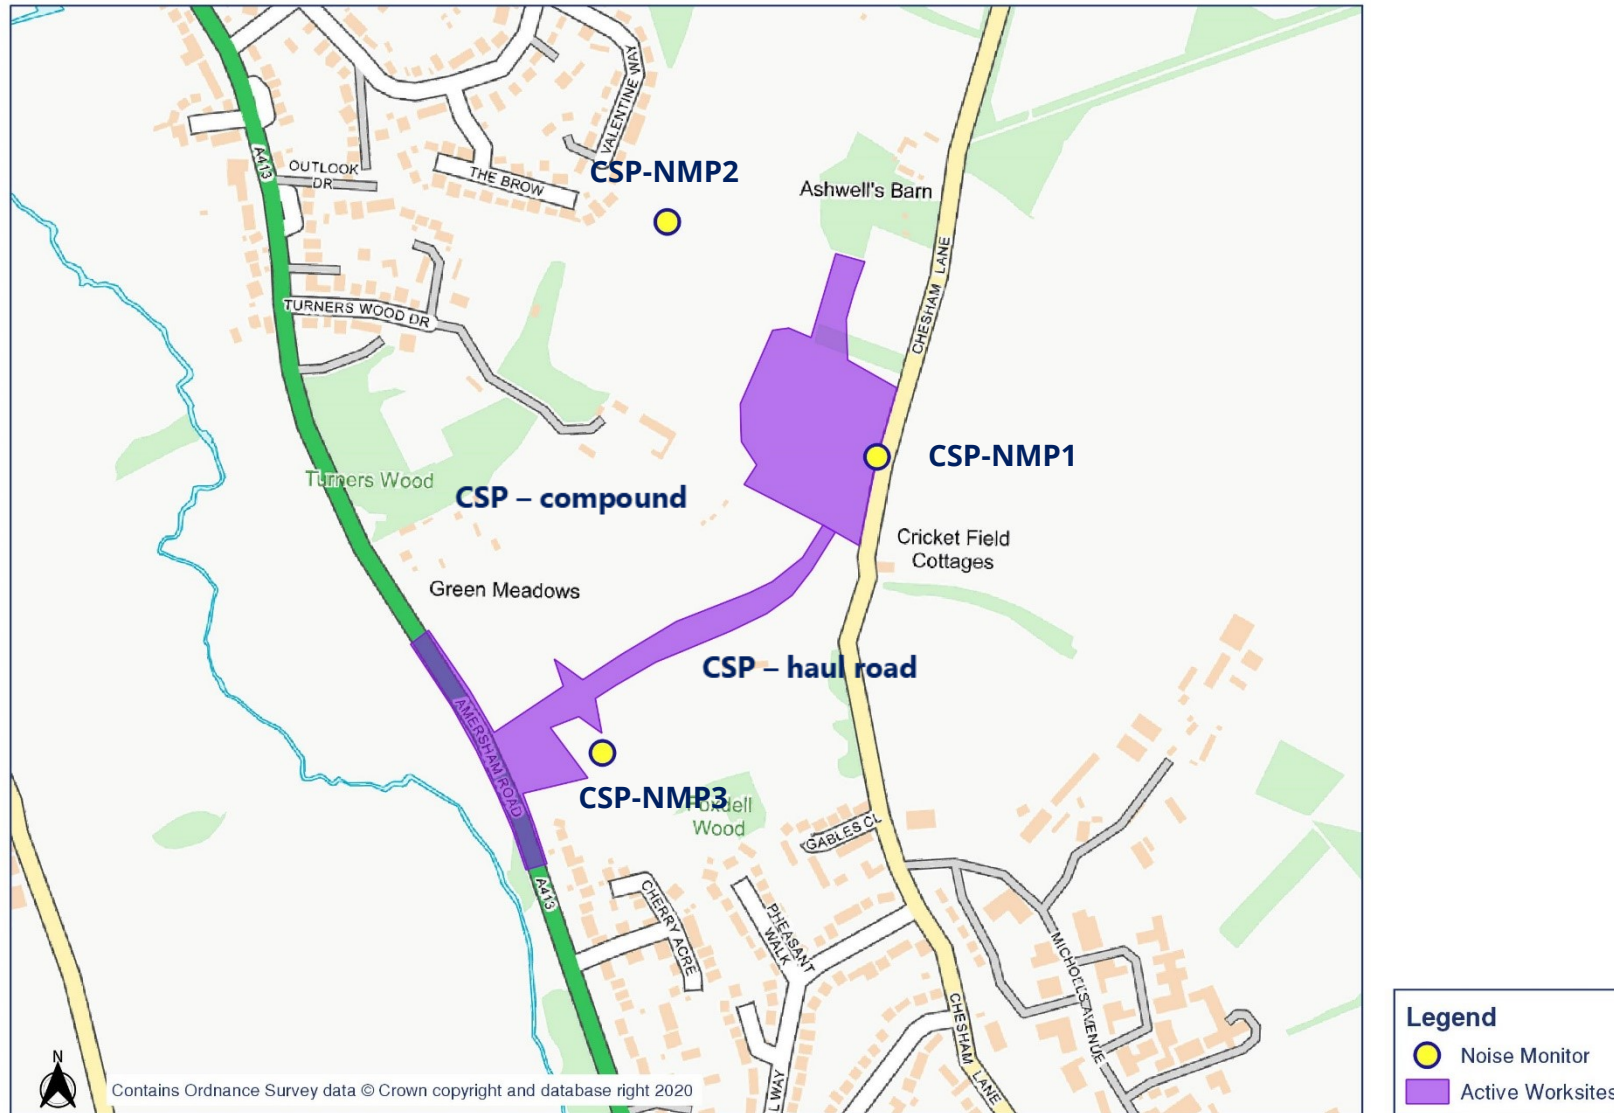 VALENTINE WAY
A413
OUTLOOK
DR
THE BROW
CSP-NMP2
Ashwell's Barn
CHESHAM LANE
TURNERS WOOD DR
CSP-NMP1
Turners Wood
CSP – compound
Cricket Field
Cottages
Green Meadows
CSP – haul road
AMERSHAM ROAD
CSP-NMP3
Foxdell
Wood
GABLES CL
A413
CHERRY ACRE
PHEASANT
WALK
MICHOLLS AVENUE
CHESHAM LANE
L WAY
N
Contains Ordnance Survey data © Crown copyright and database right 2020
Legend
Noise Monitor
Active Worksites